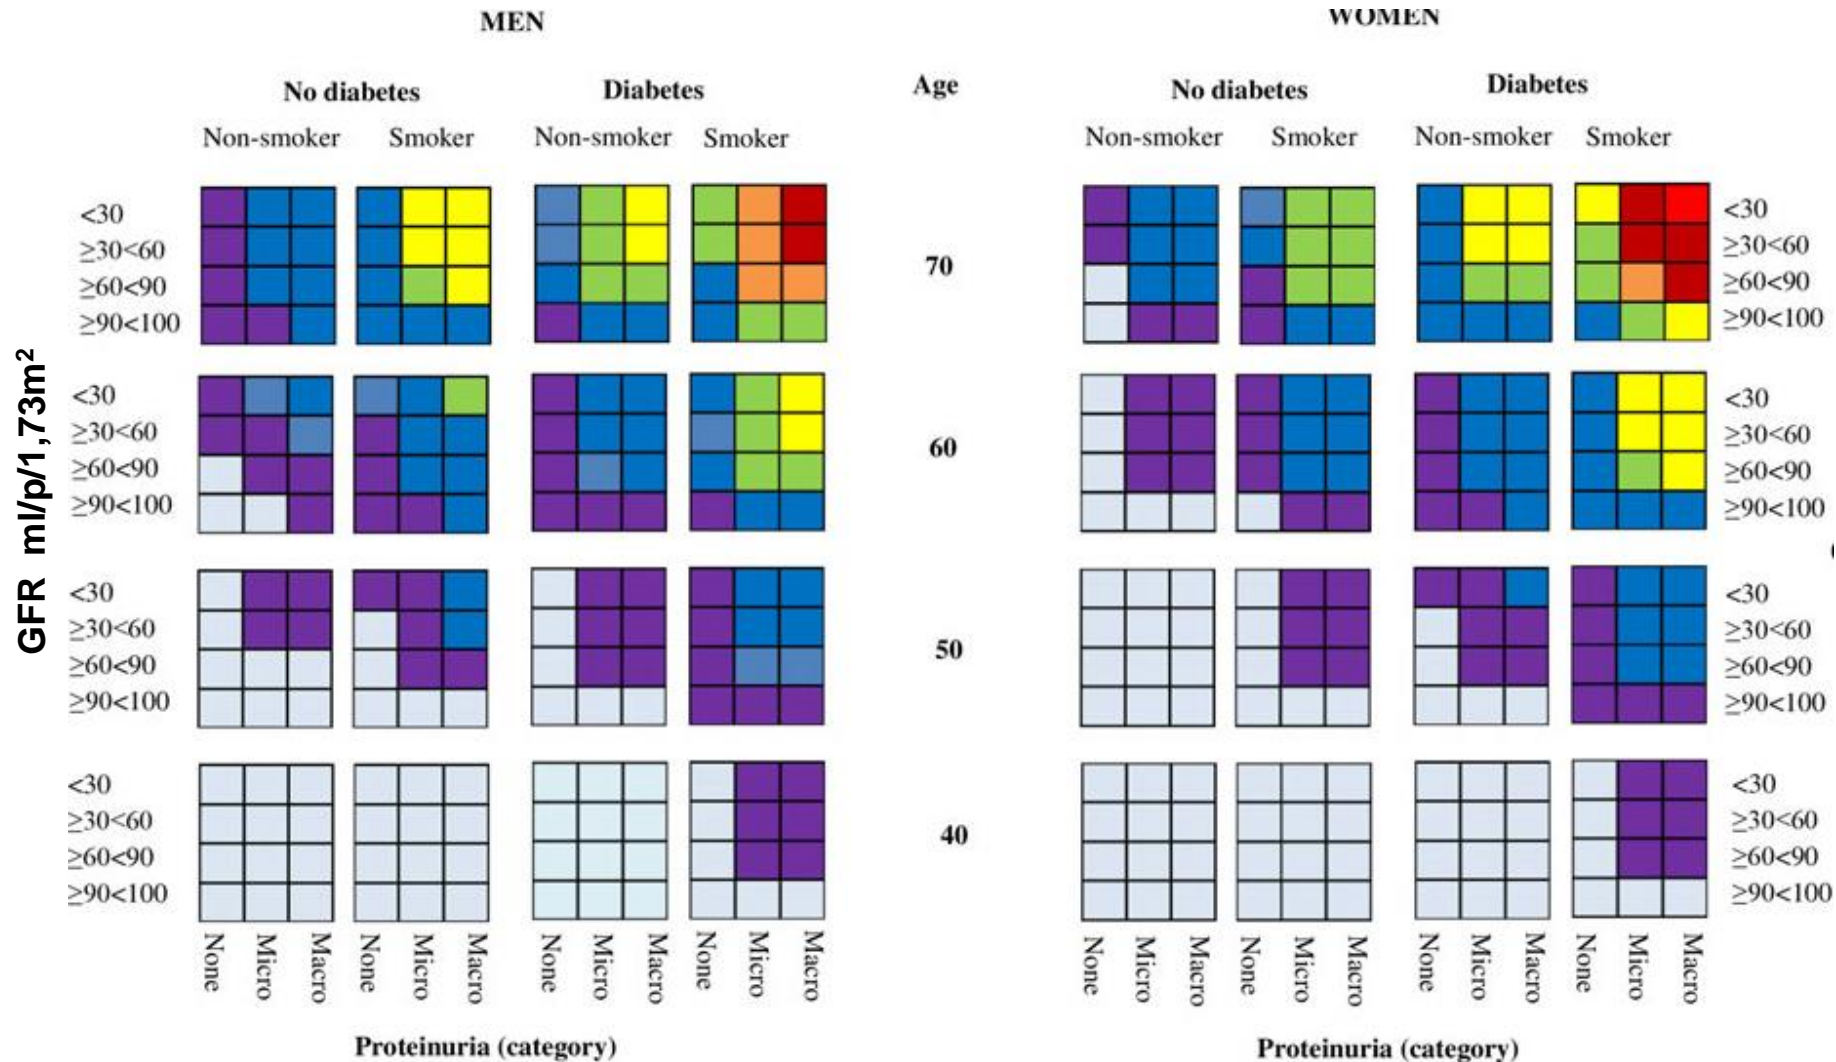 MEN
WOMEN
No diabetes
Diabetes
Age
No diabetes
Diabetes
Non-smoker
Smoker
Non-smoker
Smoker
Non-smoker
Smoker
Non-smoker
Smoker
<30
≥30<60
≥60<90
≥90<100
70
<30
≥30<60
≥60<90
≥90<100
<30
≥30<60
≥60<90
≥90<100
60
<30
≥30<60
≥60<90
≥90<100
GFR ml/p/1,73m²
<30
≥30<60
≥60<90
≥90<100
50
<30
≥30<60
≥60<90
≥90<100
<30
≥30<60
≥60<90
≥90<100
40
<30
≥30<60
≥60<90
≥90<100
None
Micro
Macro
None
Micro
Macro
None
Micro
Macro
None
Micro
Macro
None
Micro
Macro
None
Micro
Macro
None
Micro
Macro
None
Micro
Macro
Proteinuria (category)
Proteinuria (category)